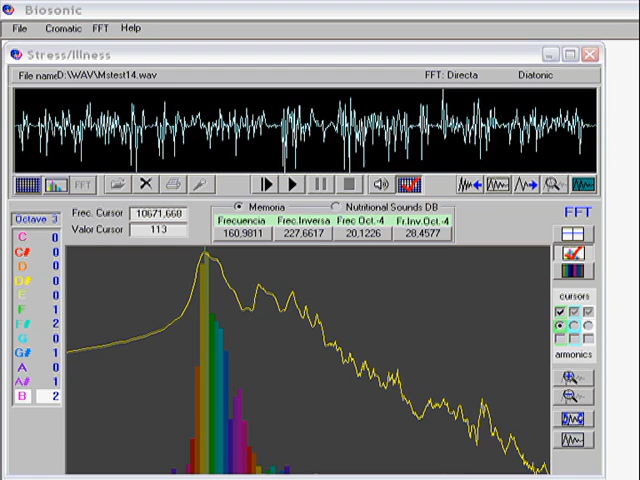 Biosonic
File Cromatic FFT Help
Stress/Illness
File nameD:\WAV\Mstest14.wav FFT: Directa Diatonic
FFT
Octave 3
Frec. Cursor 10671,660
Valor Cursor 113
Memoria Nutritional Sounds DB
Frecuencia Frec.Inversa Frec Oct.-4 Fr.Inv.Oct.-4
160,9811 227,6617 20,1226 28,4577
FFT
C 0
C# 0
D 0
D# 0
E 0
F 1
F# 2
G 0
G# 1
A 0
A# 1
B 2
cursors
armonics